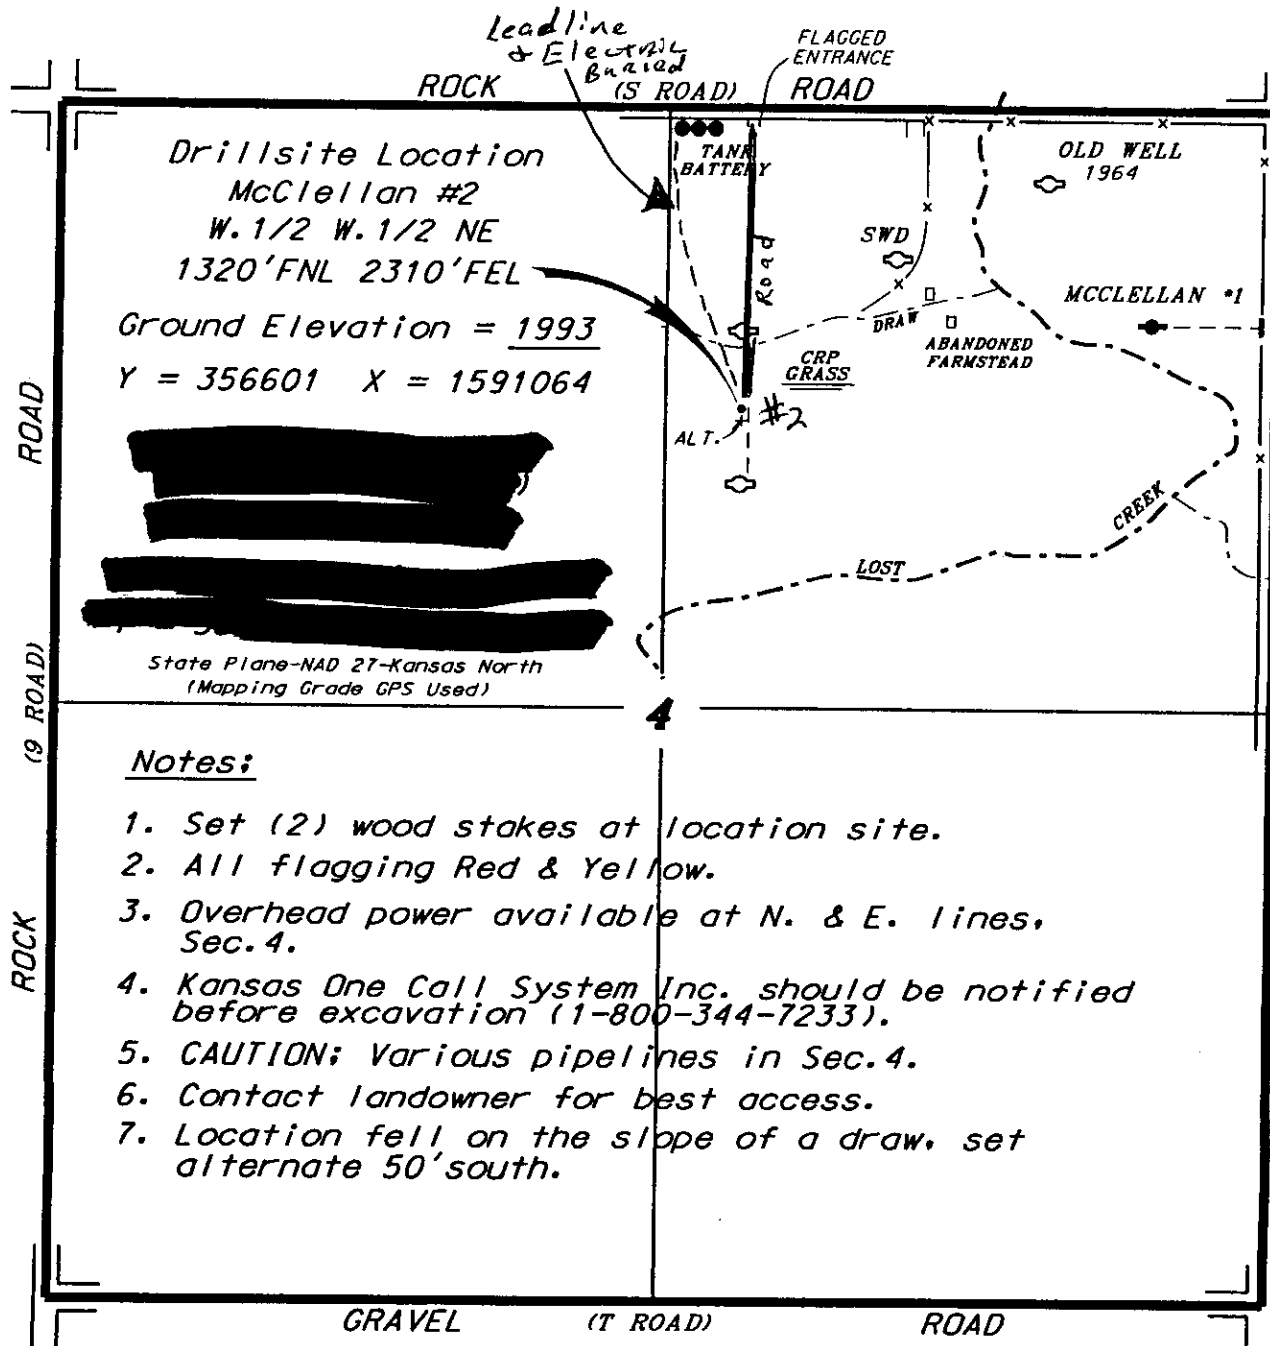 Leadline
& Electric
Buried
FLAGGED
ENTRANCE
ROCK (S ROAD) ROAD
Drillsite Location
McClellan #2
W. 1/2 W. 1/2 NE
1320'FNL 2310'FEL
Ground Elevation = 1993
Y = 356601 X = 1591064
State Plane-NAD 27-Kansas North
(Mapping Grade GPS Used)
TANK
BATTERY
Road
SWD
OLD WELL
1964
MCCLELLAN #1
DRAW
ABANDONED
FARMSTEAD
CRP
GRASS
#2
ALT.
CREEK
LOST
4
ROAD
(9 ROAD)
ROCK
Notes:
1. Set (2) wood stakes at location site.
2. All flagging Red & Yellow.
3. Overhead power available at N. & E. lines,
Sec.4.
4. Kansas One Call System Inc. should be notified
before excavation (1-800-344-7233).
5. CAUTION: Various pipelines in Sec.4.
6. Contact landowner for best access.
7. Location fell on the slope of a draw, set
alternate 50'south.
GRAVEL (T ROAD) ROAD